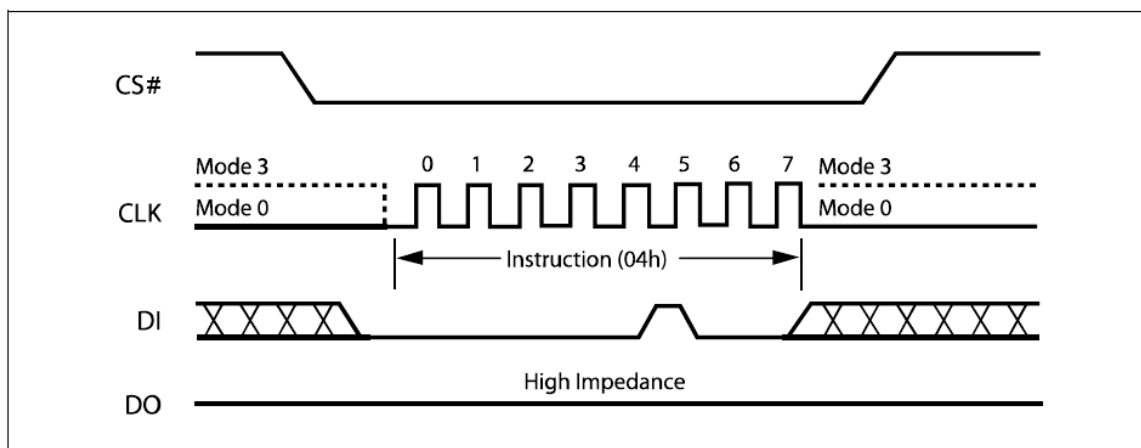 CS#
Mode 3
0 1 2 3 4 5 6 7
Mode 3
CLK
Mode 0
Mode 0
Instruction (04h)
DI
High Impedance
DO